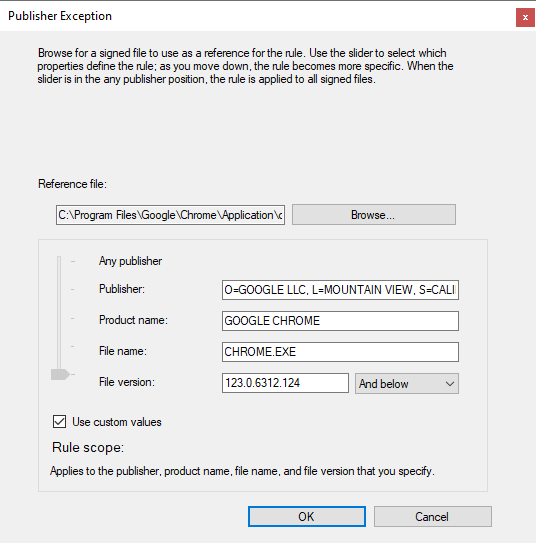 Publisher Exception
x
Browse for a signed file to use as a reference for the rule. Use the slider to select which
properties define the rule; as you move down, the rule becomes more specific. When the
slider is in the any publisher position, the rule is applied to all signed files.
Reference file:
C:\Program Files\Google\Chrome\Application\c Browse...
Any publisher
Publisher: O=GOOGLE LLC, L=MOUNTAIN VIEW, S=CALI
Product name: GOOGLE CHROME
File name: CHROME.EXE
File version: 123.0.6312.124 And below
Use custom values
Rule scope:
Applies to the publisher, product name, file name, and file version that you specify.
OK Cancel